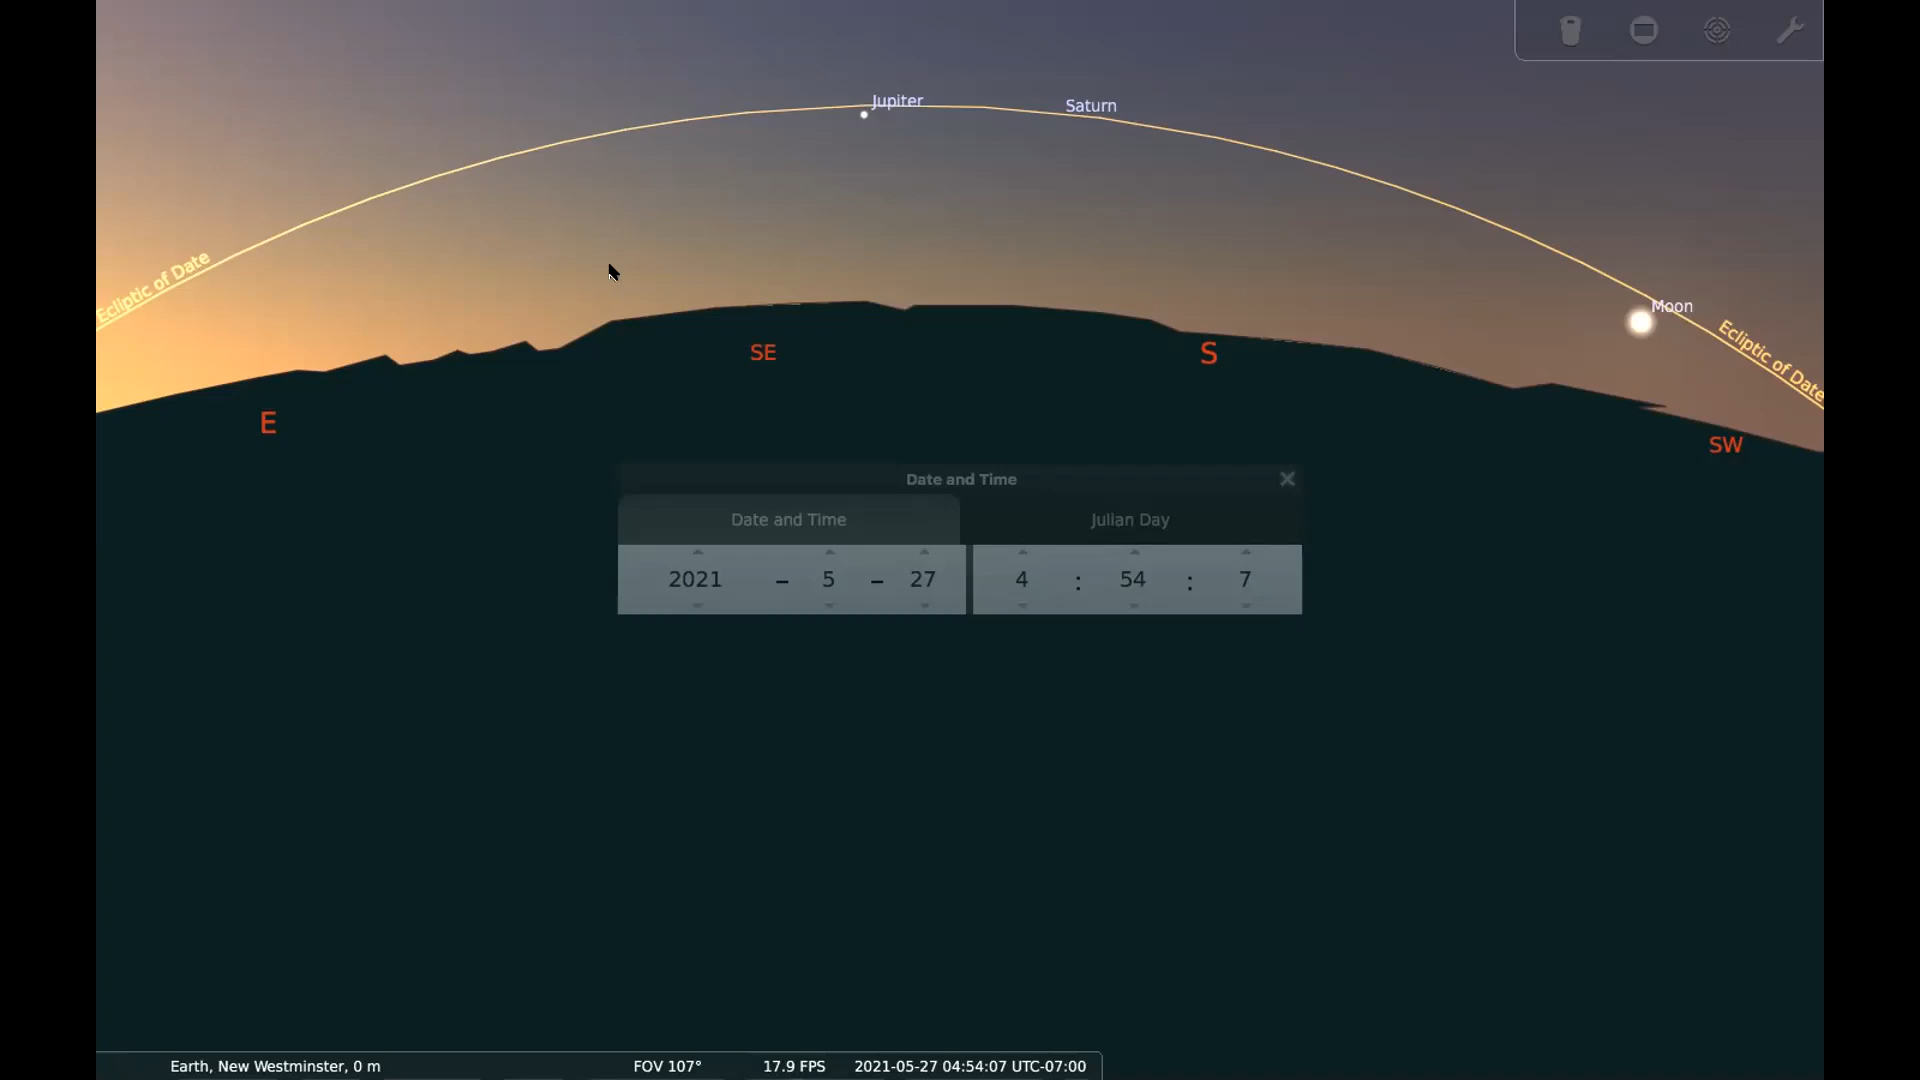 Jupiter
Saturn
Ecliptic of Date
Moon
Ecliptic of Date
SE
S
E
SW
Date and Time
Date and Time
Julian Day
2021 – 5 – 27
4 : 54 : 7
Earth, New Westminster, 0 m
FOV 107°
17.9 FPS
2021-05-27 04:54:07 UTC-07:00